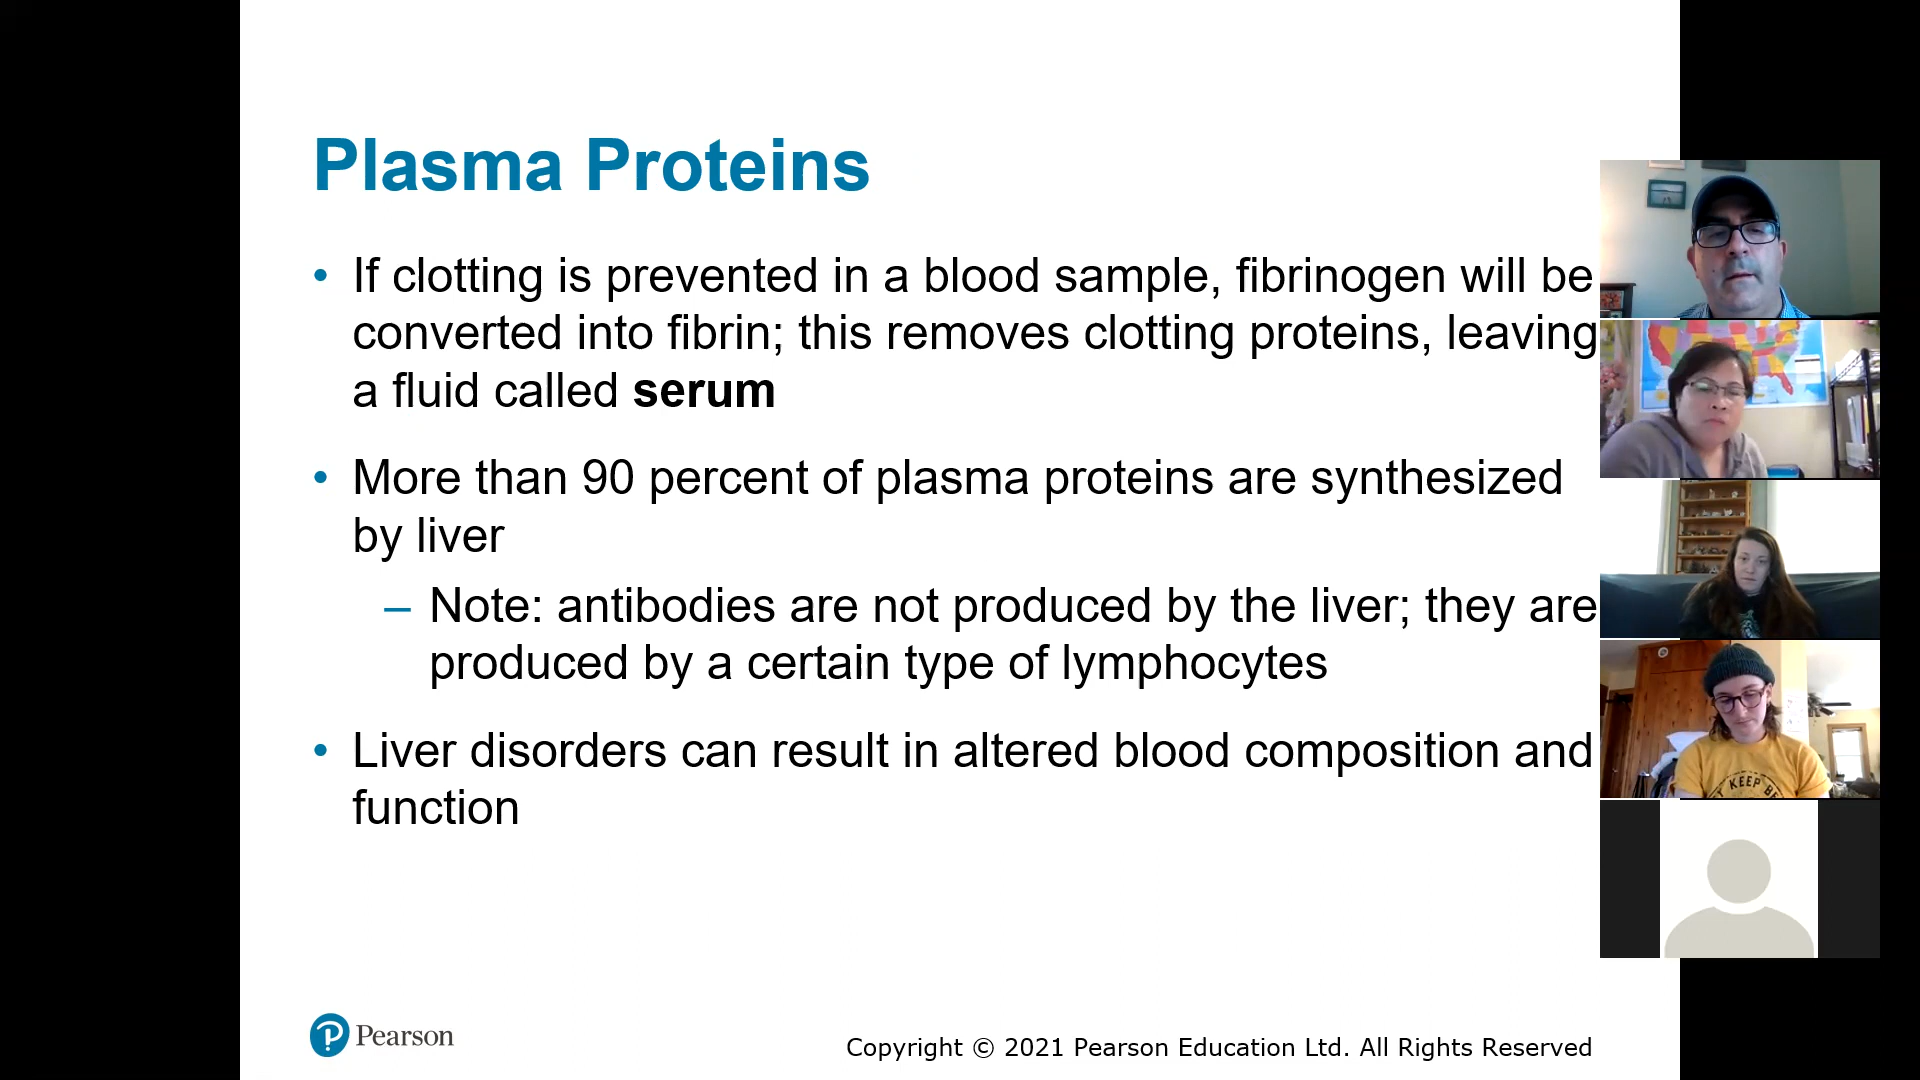 Plasma Proteins
• If clotting is prevented in a blood sample, fibrinogen will be
converted into fibrin; this removes clotting proteins, leaving
a fluid called serum
• More than 90 percent of plasma proteins are synthesized
by liver
– Note: antibodies are not produced by the liver; they are
produced by a certain type of lymphocytes
• Liver disorders can result in altered blood composition and
function
KEEP
Pearson
Copyright © 2021 Pearson Education Ltd. All Rights Reserved